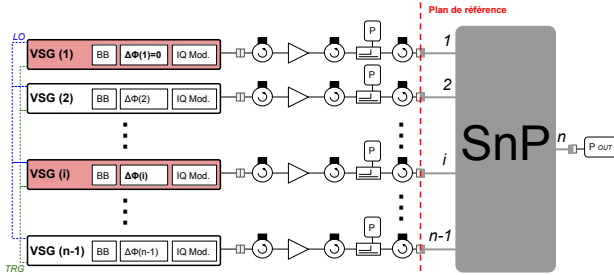 Plan de référence
LO
VSG (1) BB ΔΦ(1)=0 IQ Mod. P 1
VSG (2) BB ΔΦ(2) IQ Mod. P 2
VSG (i) BB ΔΦ(i) IQ Mod. P i
VSG (n-1) BB ΔΦ(n-1) IQ Mod. P n-1
TRG
SnP
n
P OUT